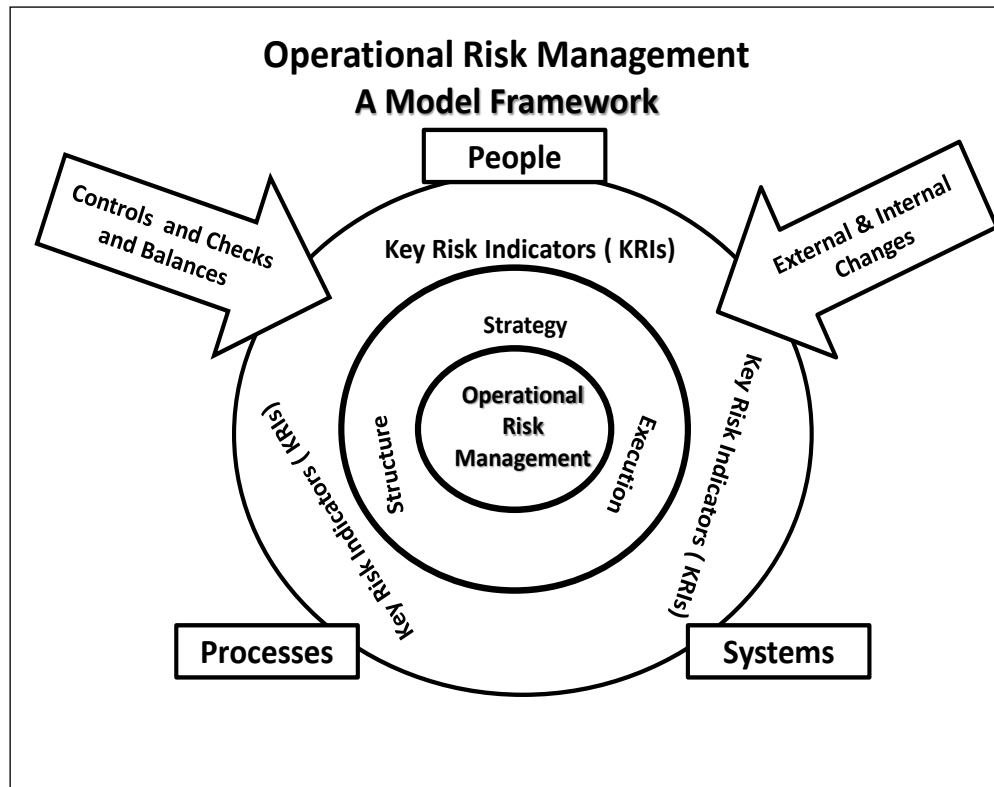 Operational Risk Management
A Model Framework
People
Controls and Checks
and Balances
External & Internal
Changes
Key Risk Indicators ( KRIs)
Strategy
Operational
Risk
Management
Structure
Execution
Key Risk Indicators ( KRIs)
Key Risk Indicators ( KRIs)
Processes
Systems